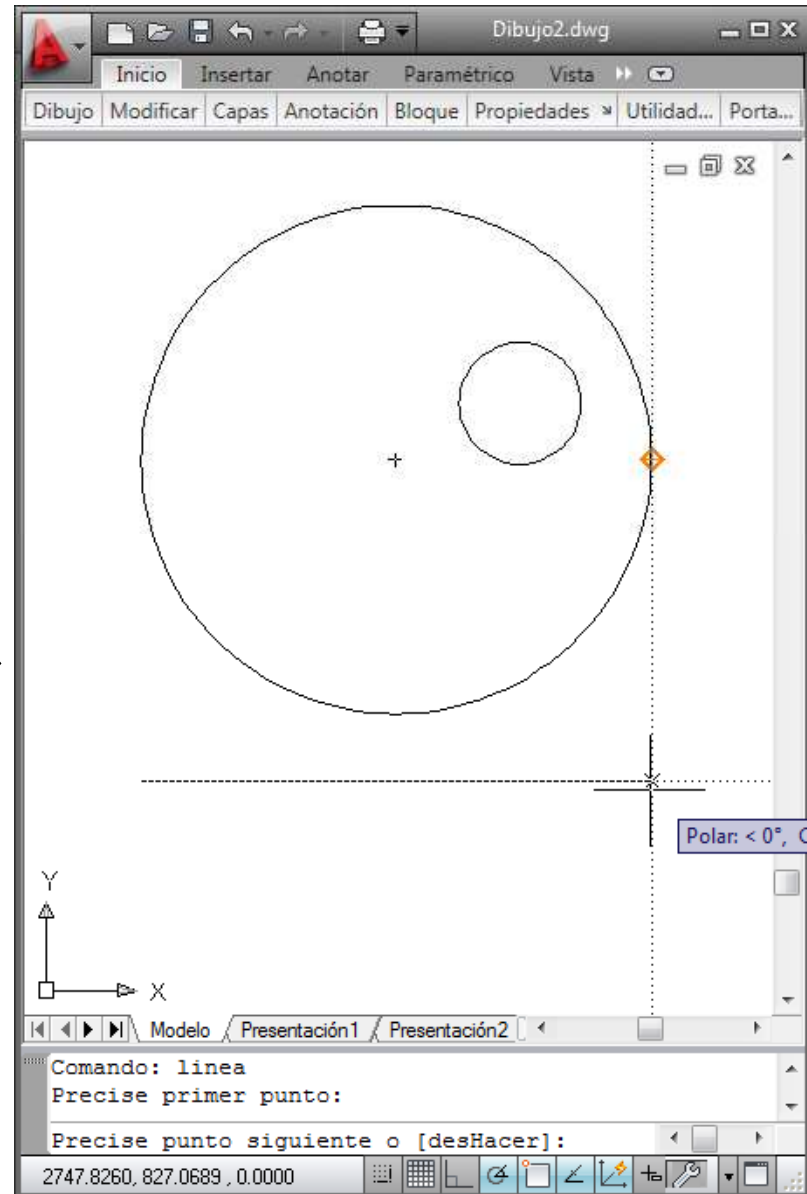 Dibujo2.dwg
Inicio Insertar Anotar Paramétrico Vista
Dibujo Modificar Capas Anotación Bloque Propiedades Utilidad... Porta...
Polar: < 0°,
Y
X
Modelo Presentación1 Presentación2
Comando: linea
Precise primer punto:
Precise punto siguiente o [desHacer]:
2747.8260, 827.0689 , 0.0000